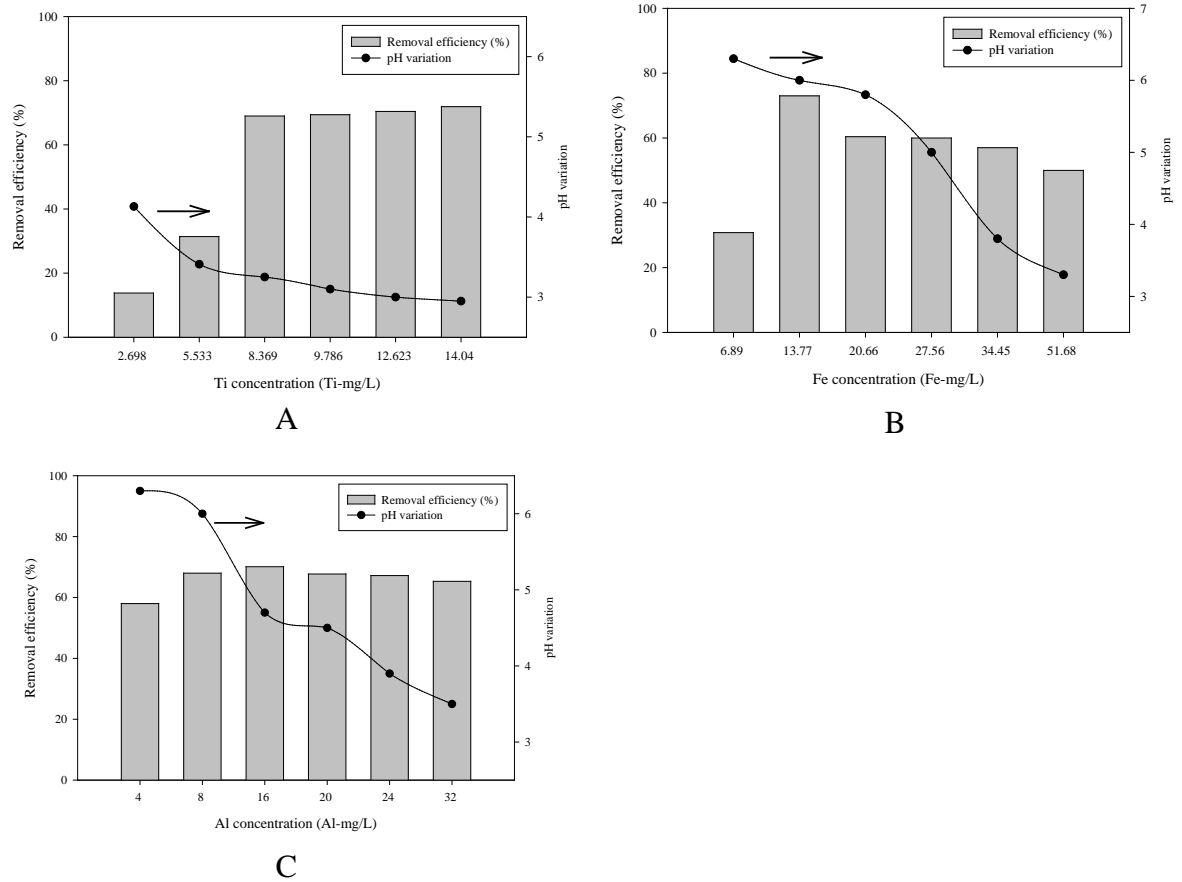 100
80
60
40
20
0
Removal efficiency (%)
Removal efficiency (%)
pH variation
6
5
4
3
pH variation
2.698 5.533 8.369 9.786 12.623 14.04
Ti concentration (Ti-mg/L)
A
100
80
60
40
20
0
Removal efficiency (%)
Removal efficiency (%)
pH variation
7
6
5
4
3
pH variation
6.89 13.77 20.66 27.56 34.45 51.68
Fe concentration (Fe-mg/L)
B
100
80
60
40
20
0
Removal efficiency (%)
Removal efficiency (%)
pH variation
6
5
4
3
pH variation
4 8 16 20 24 32
Al concentration (Al-mg/L)
C